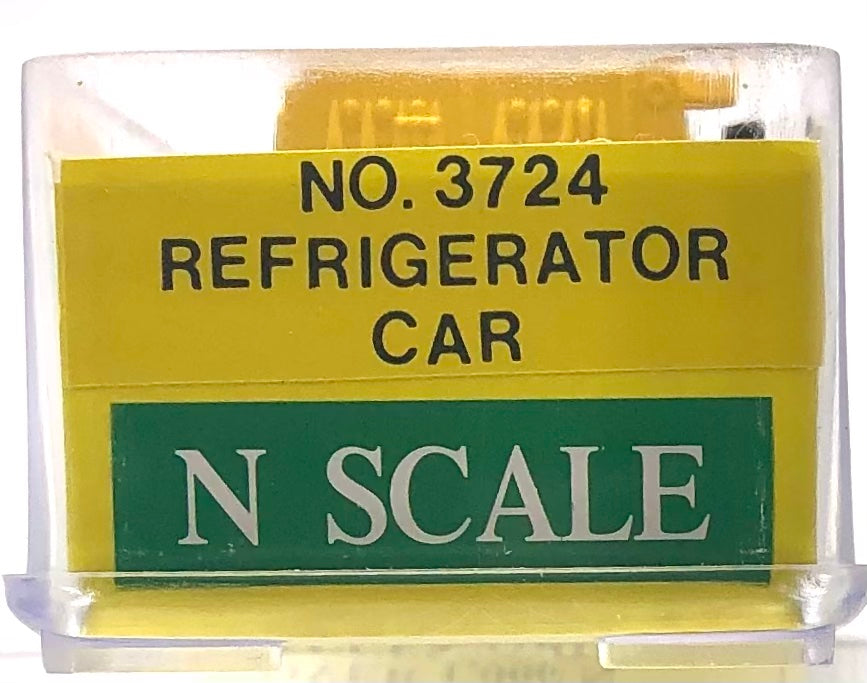 NO. 3724
REFRIGERATOR
CAR
N SCALE